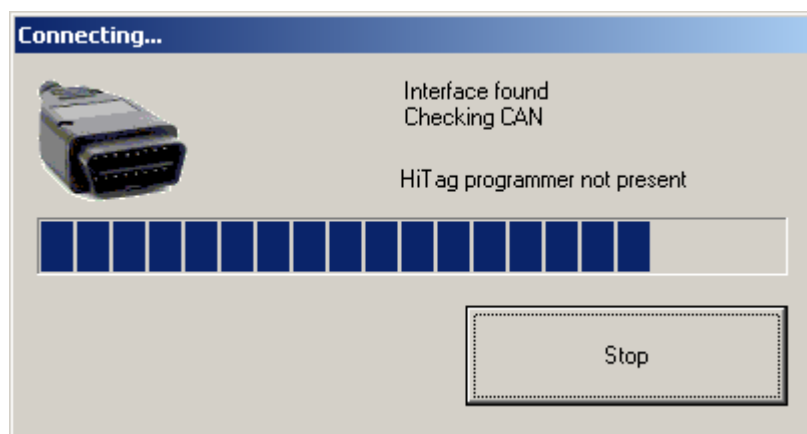 Connecting...
Interface found
Checking CAN
HiTag programmer not present
Stop